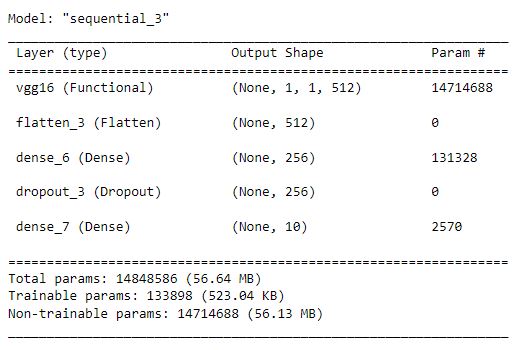 Model: "sequential_3"
Layer (type) Output Shape Param #
vgg16 (Functional) (None, 1, 1, 512) 14714688
flatten_3 (Flatten) (None, 512) 0
dense_6 (Dense) (None, 256) 131328
dropout_3 (Dropout) (None, 256) 0
dense_7 (Dense) (None, 10) 2570
Total params: 14848586 (56.64 MB)
Trainable params: 133898 (523.04 KB)
Non-trainable params: 14714688 (56.13 MB)